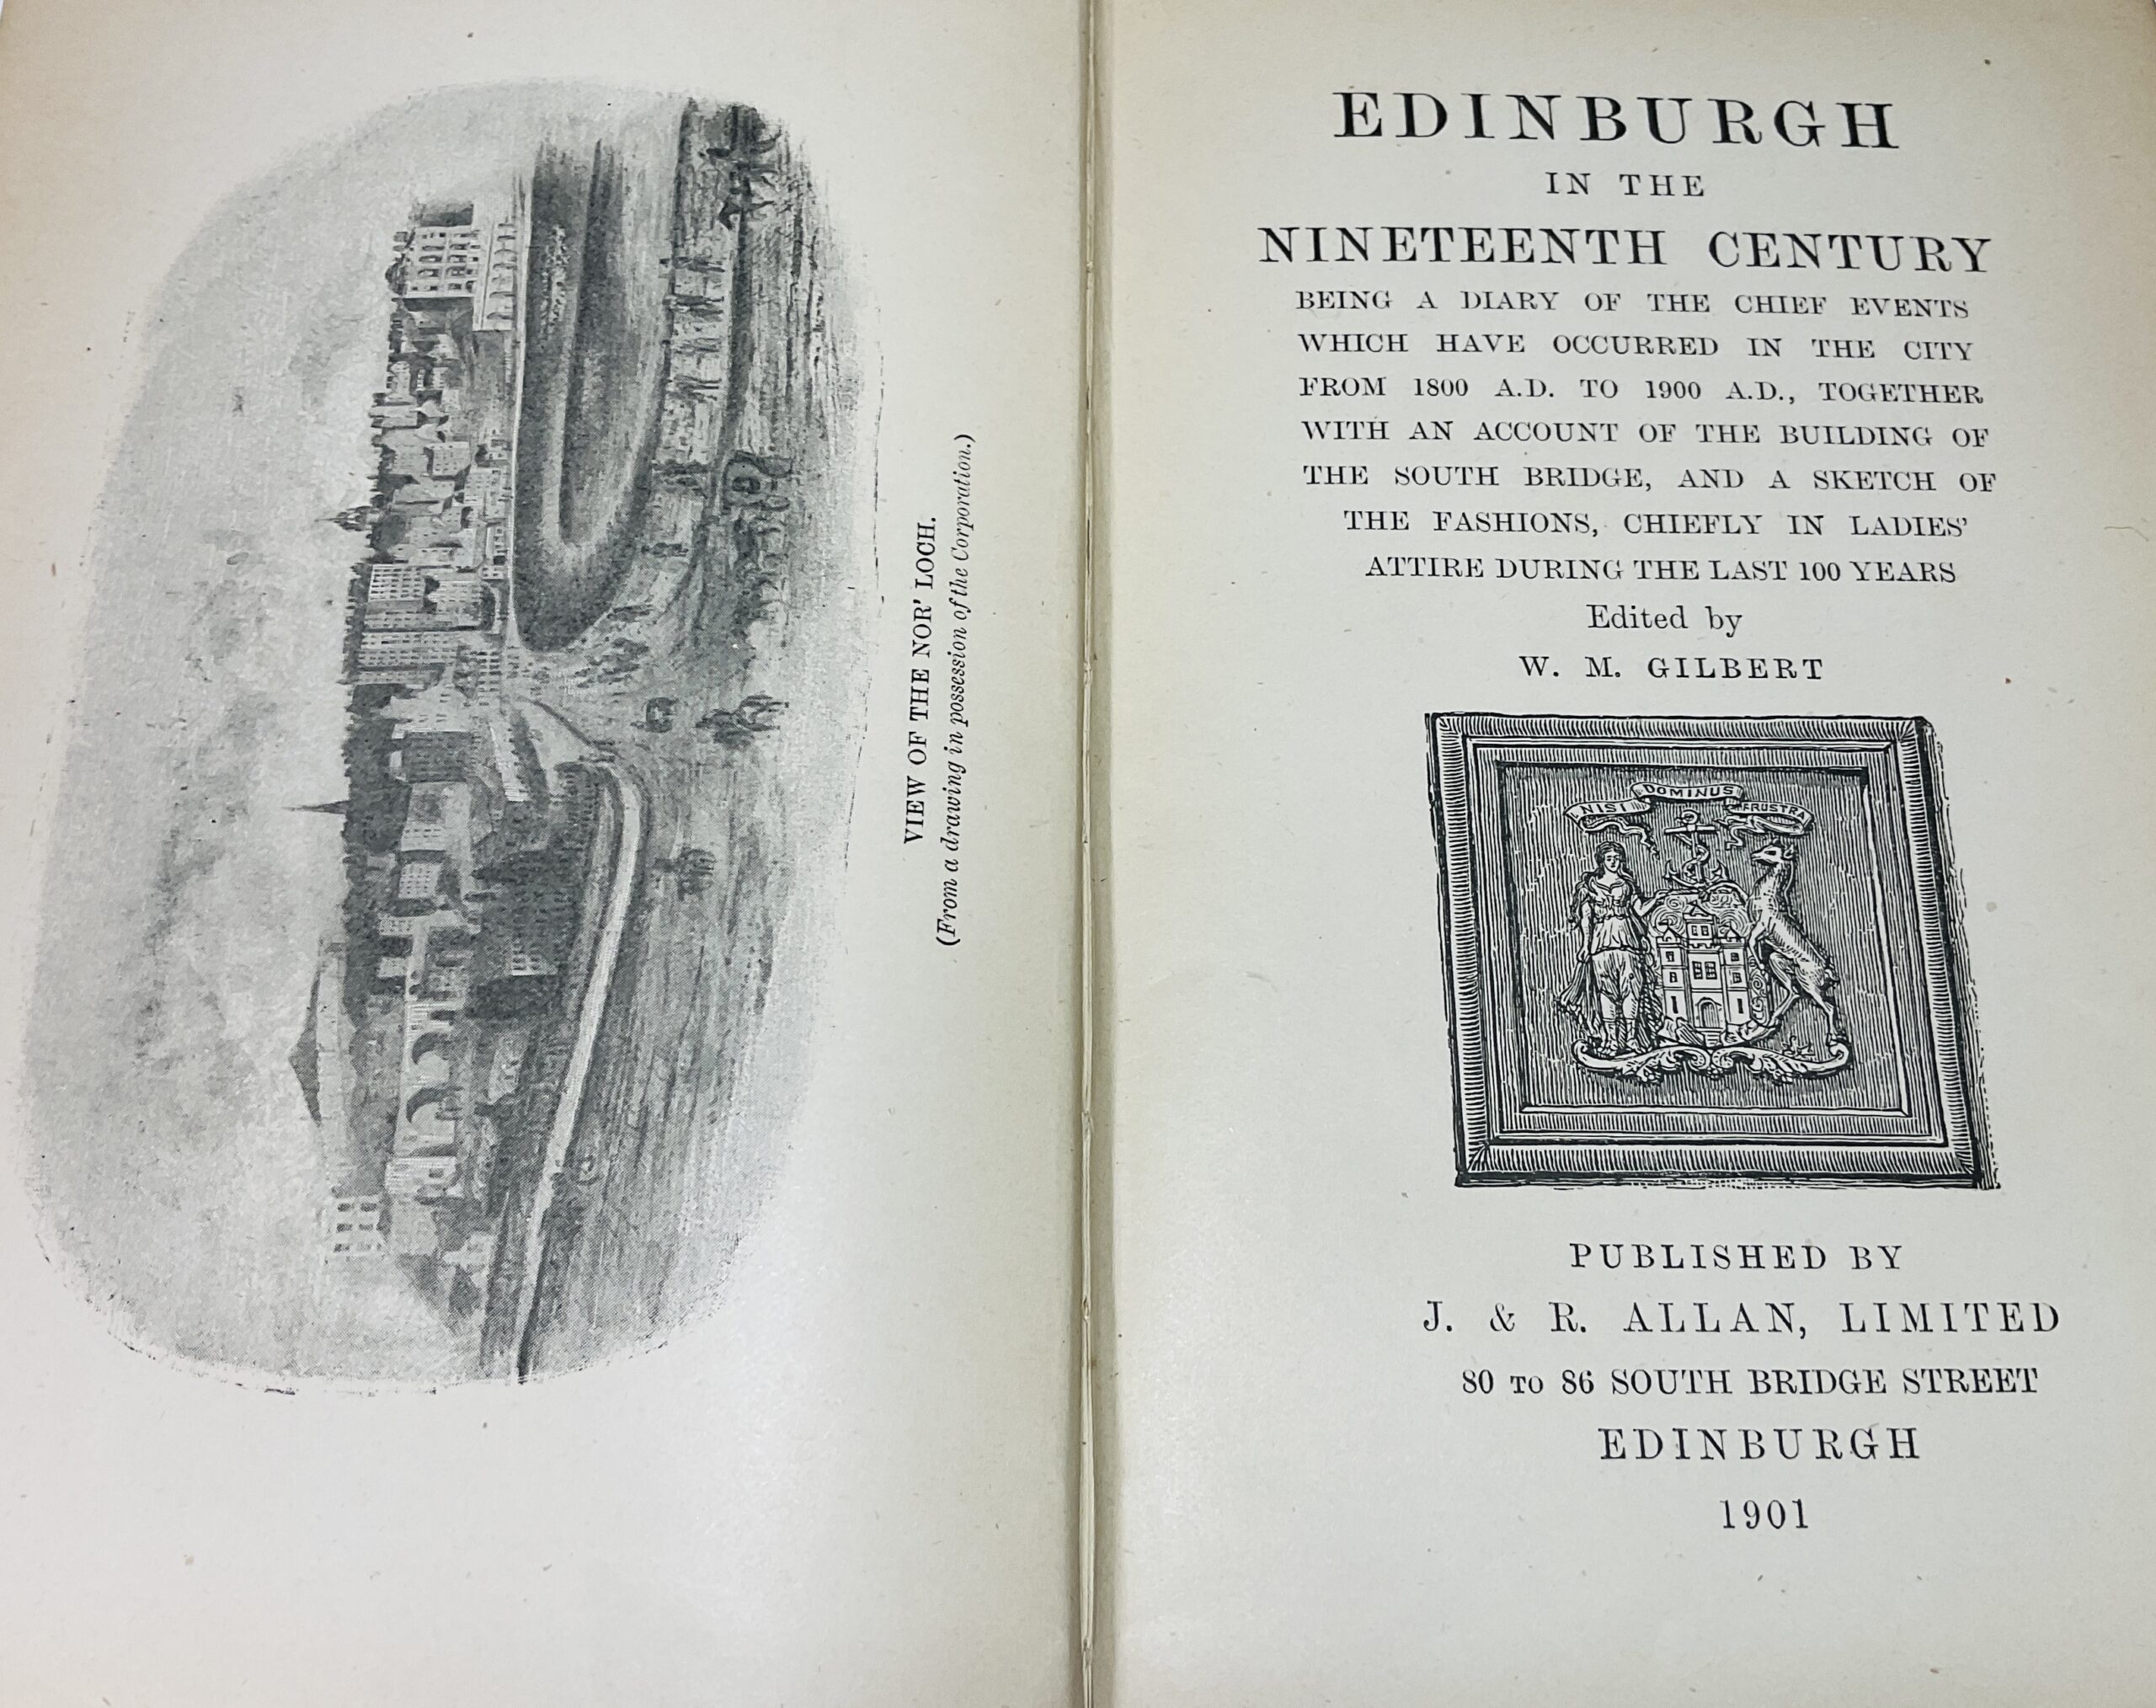 VIEW OF THE NOR' LOCH.
(From a drawing in possession of the Corporation.)
EDINBURGH
IN THE
NINETEENTH CENTURY
BEING A DIARY OF THE CHIEF EVENTS
WHICH HAVE OCCURRED IN THE CITY
FROM 1800 A.D. TO 1900 A.D., TOGETHER
WITH AN ACCOUNT OF THE BUILDING OF
THE SOUTH BRIDGE, AND A SKETCH OF
THE FASHIONS, CHIEFLY IN LADIES'
ATTIRE DURING THE LAST 100 YEARS
Edited by
W. M. GILBERT
NISI DOMINUS FRUSTRA
PUBLISHED BY
J. & R. ALLAN, LIMITED
80 TO 86 SOUTH BRIDGE STREET
EDINBURGH
1901